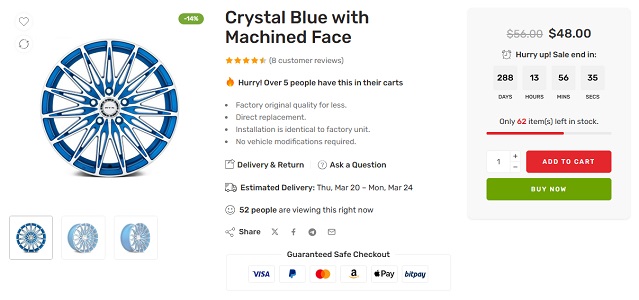 -14%
Crystal Blue with
Machined Face
(8 customer reviews)
Hurry! Over 5 people have this in their carts
Factory original quality for less.
Direct replacement.
Installation is identical to factory unit.
No vehicle modifications required.
Delivery & Return
Ask a Question
Estimated Delivery: Thu, Mar 20 – Mon, Mar 24
52 people are viewing this right now
Share
Guaranteed Safe Checkout
VISA PayPal mastercard a Pay bitpay
$56.00 $48.00
Hurry up! Sale end in:
288 13 56 35
DAYS HOURS MINS SECS
Only 62 item(s) left in stock.
1 + −
ADD TO CART
BUY NOW